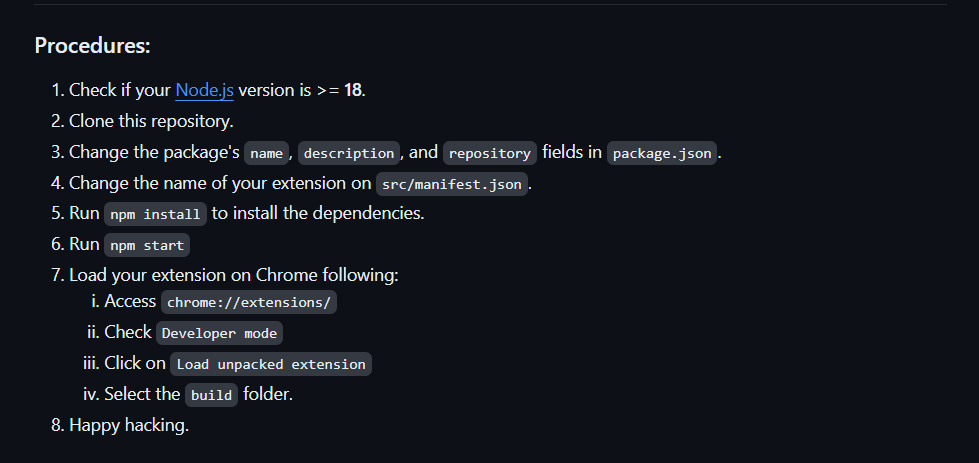 Procedures:
1. Check if your Node.js version is >= 18.
2. Clone this repository.
3. Change the package's name, description, and repository fields in package.json.
4. Change the name of your extension on src/manifest.json.
5. Run npm install to install the dependencies.
6. Run npm start
7. Load your extension on Chrome following:
i. Access chrome://extensions/
ii. Check Developer mode
iii. Click on Load unpacked extension
iv. Select the build folder.
8. Happy hacking.